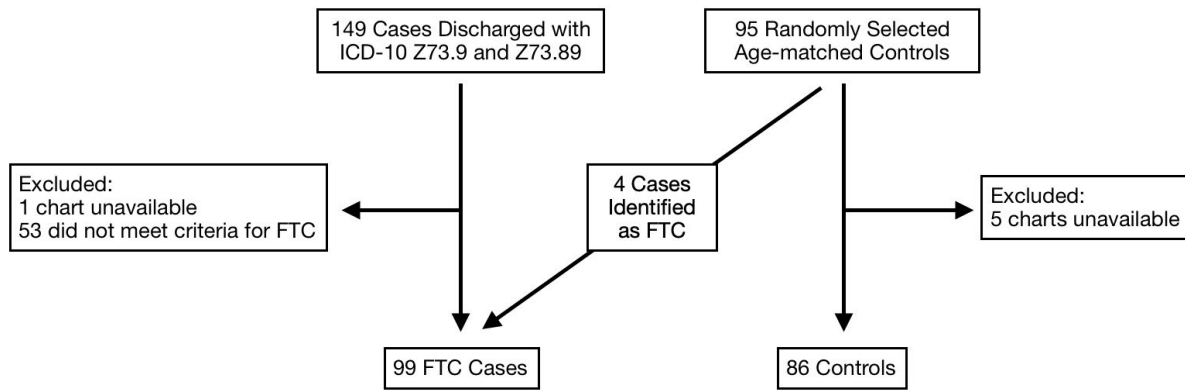 149 Cases Discharged with
ICD-10 Z73.9 and Z73.89
95 Randomly Selected
Age-matched Controls
Excluded:
1 chart unavailable
53 did not meet criteria for FTC
4 Cases
Identified
as FTC
Excluded:
5 charts unavailable
99 FTC Cases
86 Controls